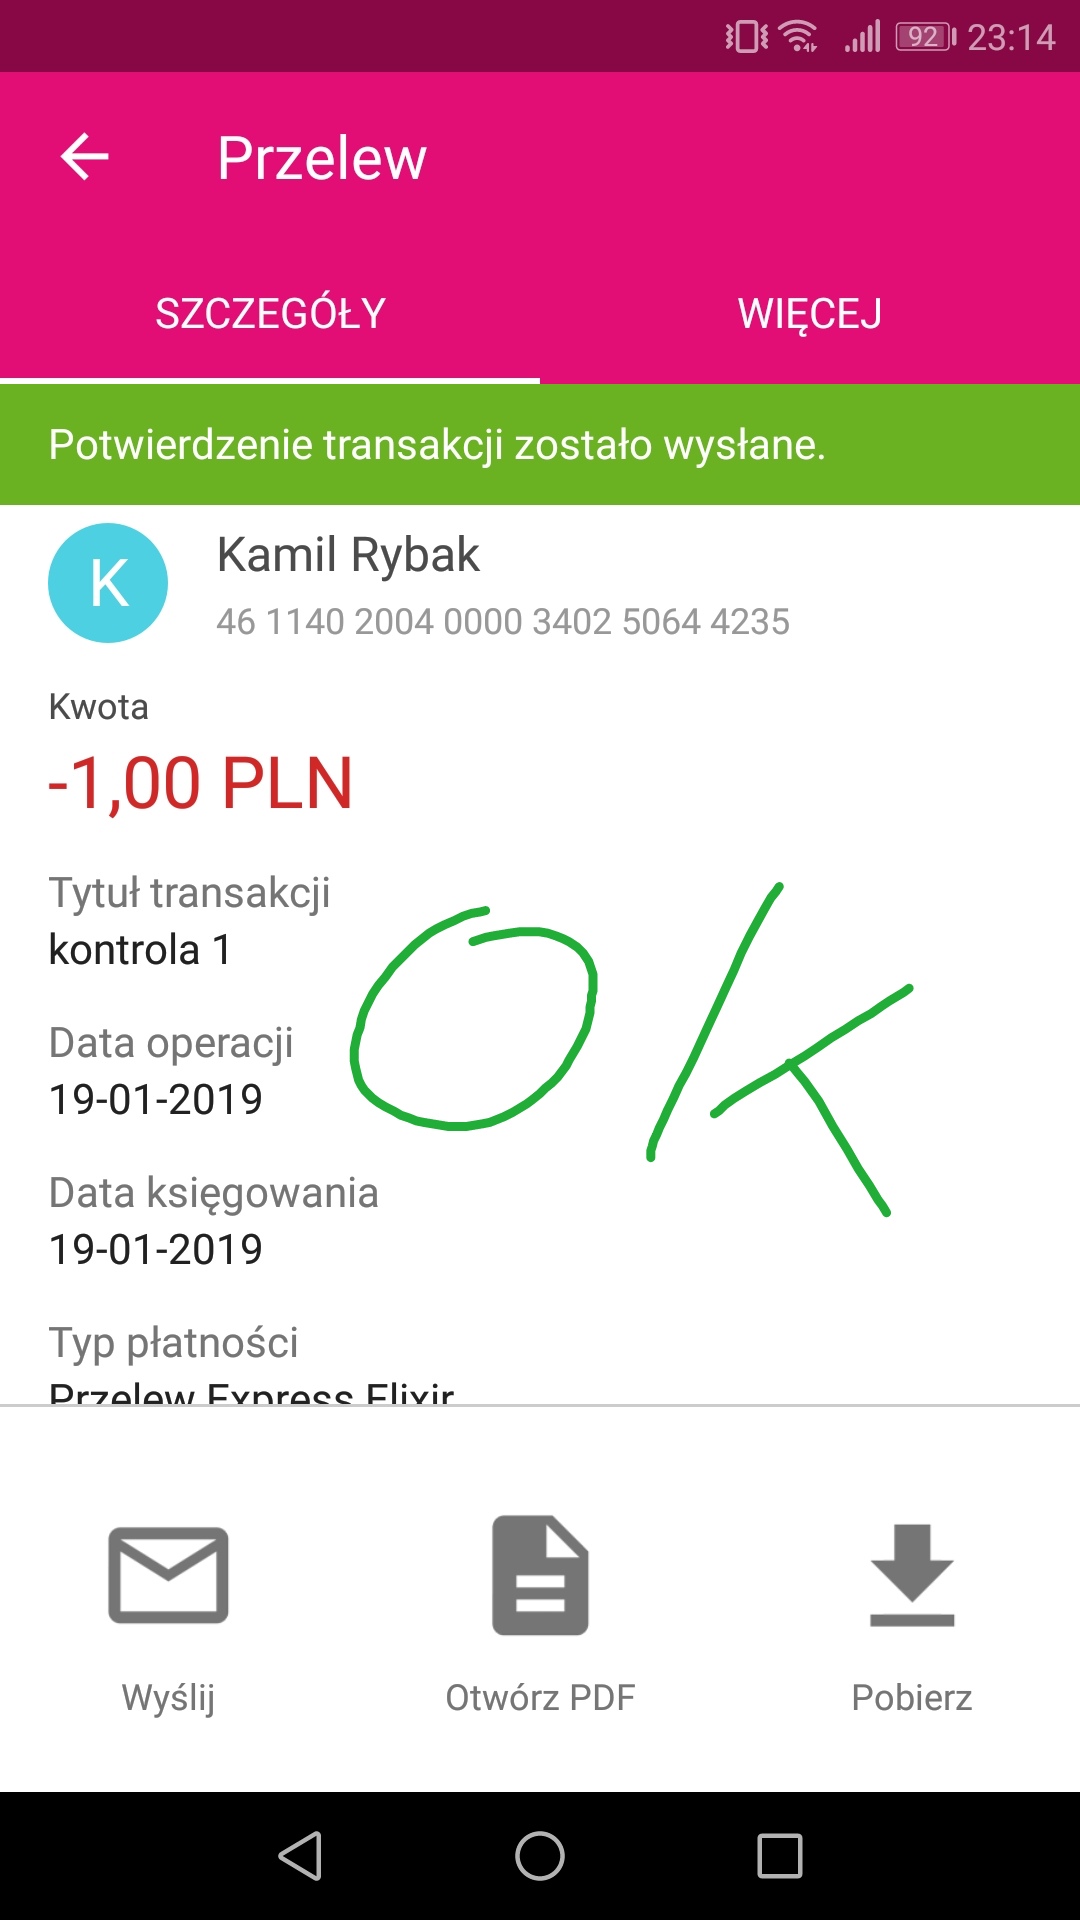 92 23:14
Przelew
SZCZEGÓŁY WIĘCEJ
Potwierdzenie transakcji zostało wysłane.
K
Kamil Rybak
46 1140 2004 0000 3402 5064 4235
Kwota
-1,00 PLN
Tytuł transakcji
kontrola 1
OK
Data operacji
19-01-2019
Data księgowania
19-01-2019
Typ płatności
Przelew Express Elixir
Wyślij Otwórz PDF Pobierz